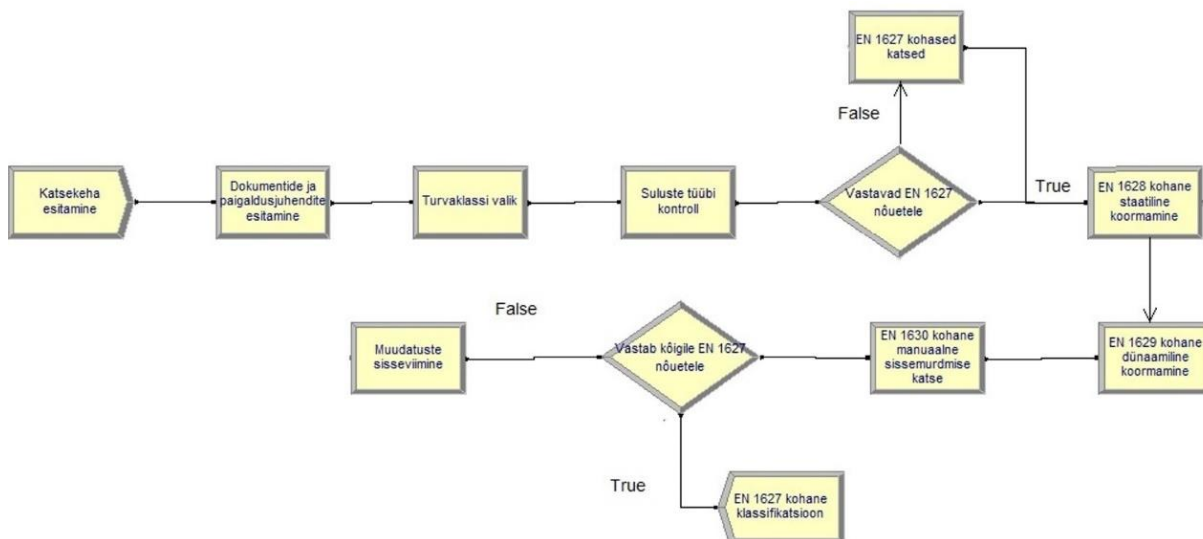 Katsekeha
esitamine
Dokumentide ja
paigaldusjuhendite
esitamine
Turvaklassi valik
Suluste tüübi
kontroll
Vastavad EN 1627
nõuetele
False
EN 1627 kohased
katsed
True
EN 1628 kohane
staatiline
koormamine
EN 1629 kohane
dünaamiline
koormamine
EN 1630 kohane
manuaalne
sissemurdmise
katse
Vastab kõigile EN 1627
nõuetele
False
Muudatuste
sisseviimine
True
EN 1627 kohane
klassifikatsioon